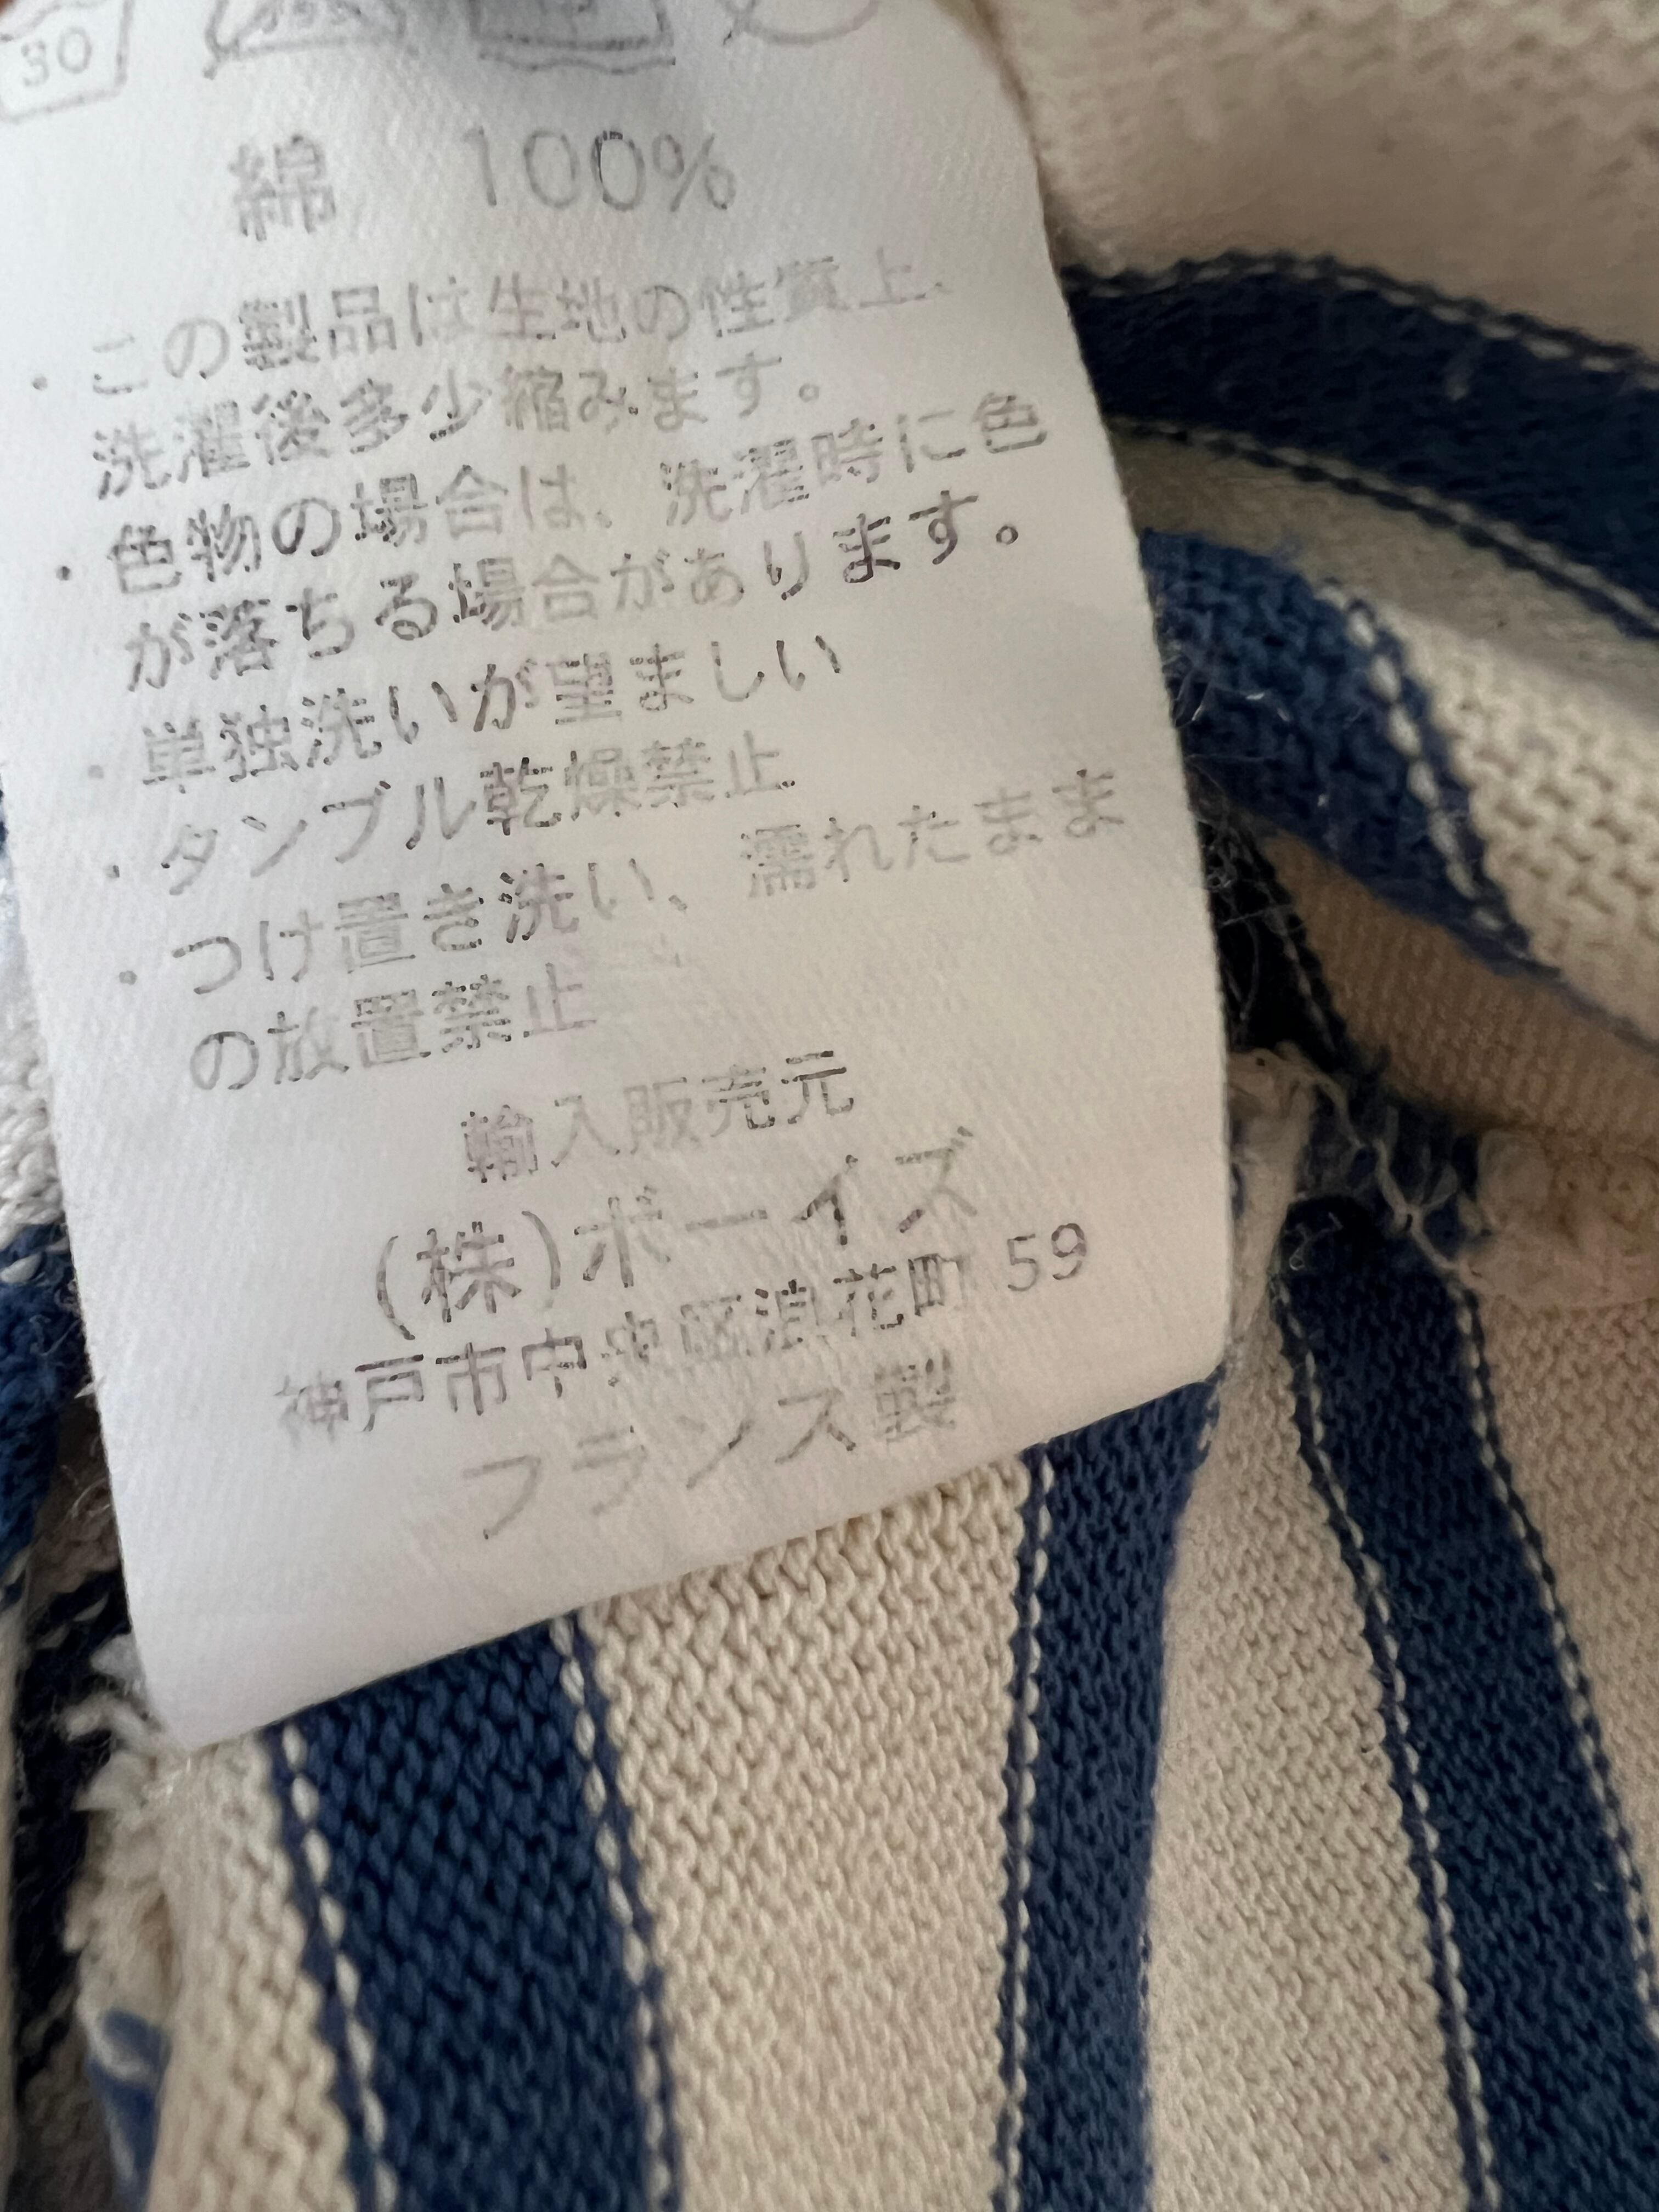 30
綿 100%
・この製品は生地の性質上、
洗濯後多少縮みます。
・色物の場合は、洗濯時に色
が落ちる場合があります。
・単独洗いが望ましい
・タンブル乾燥禁止
・つけ置き洗い、濡れたまま
の放置禁止
輸入販売元
(株)ボーイズ
神戸市中央区浪花町 59
フランス製